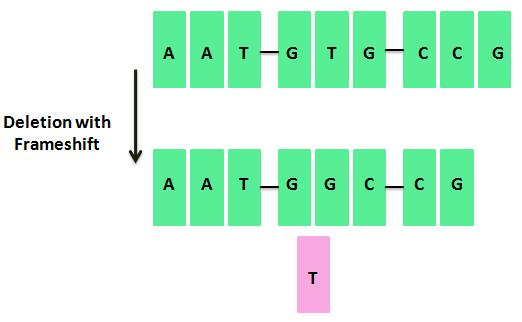 A A T G T G C C G
Deletion with
Frameshift
A A T G G C C G
T